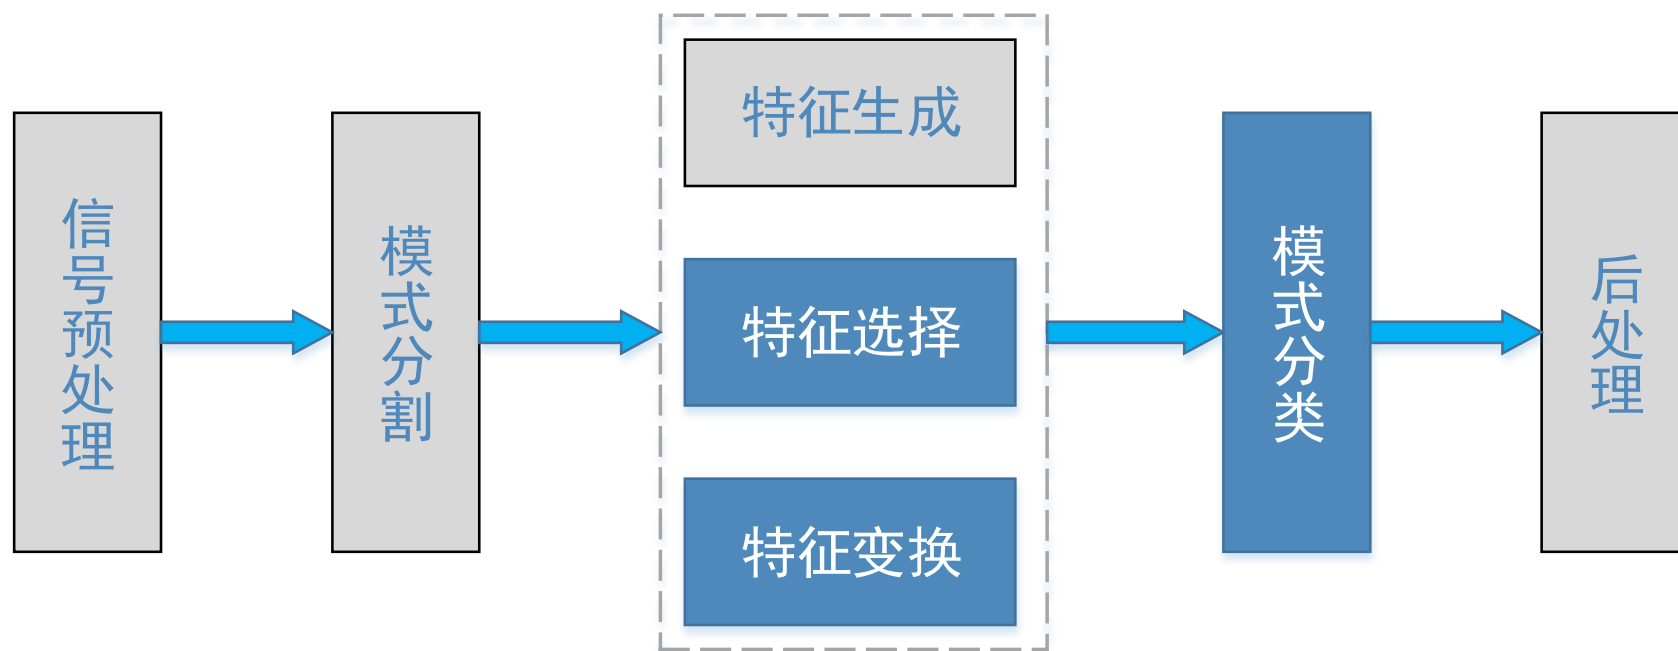 信号预处理
模式分割
特征生成
特征选择
特征变换
模式分类
后处理